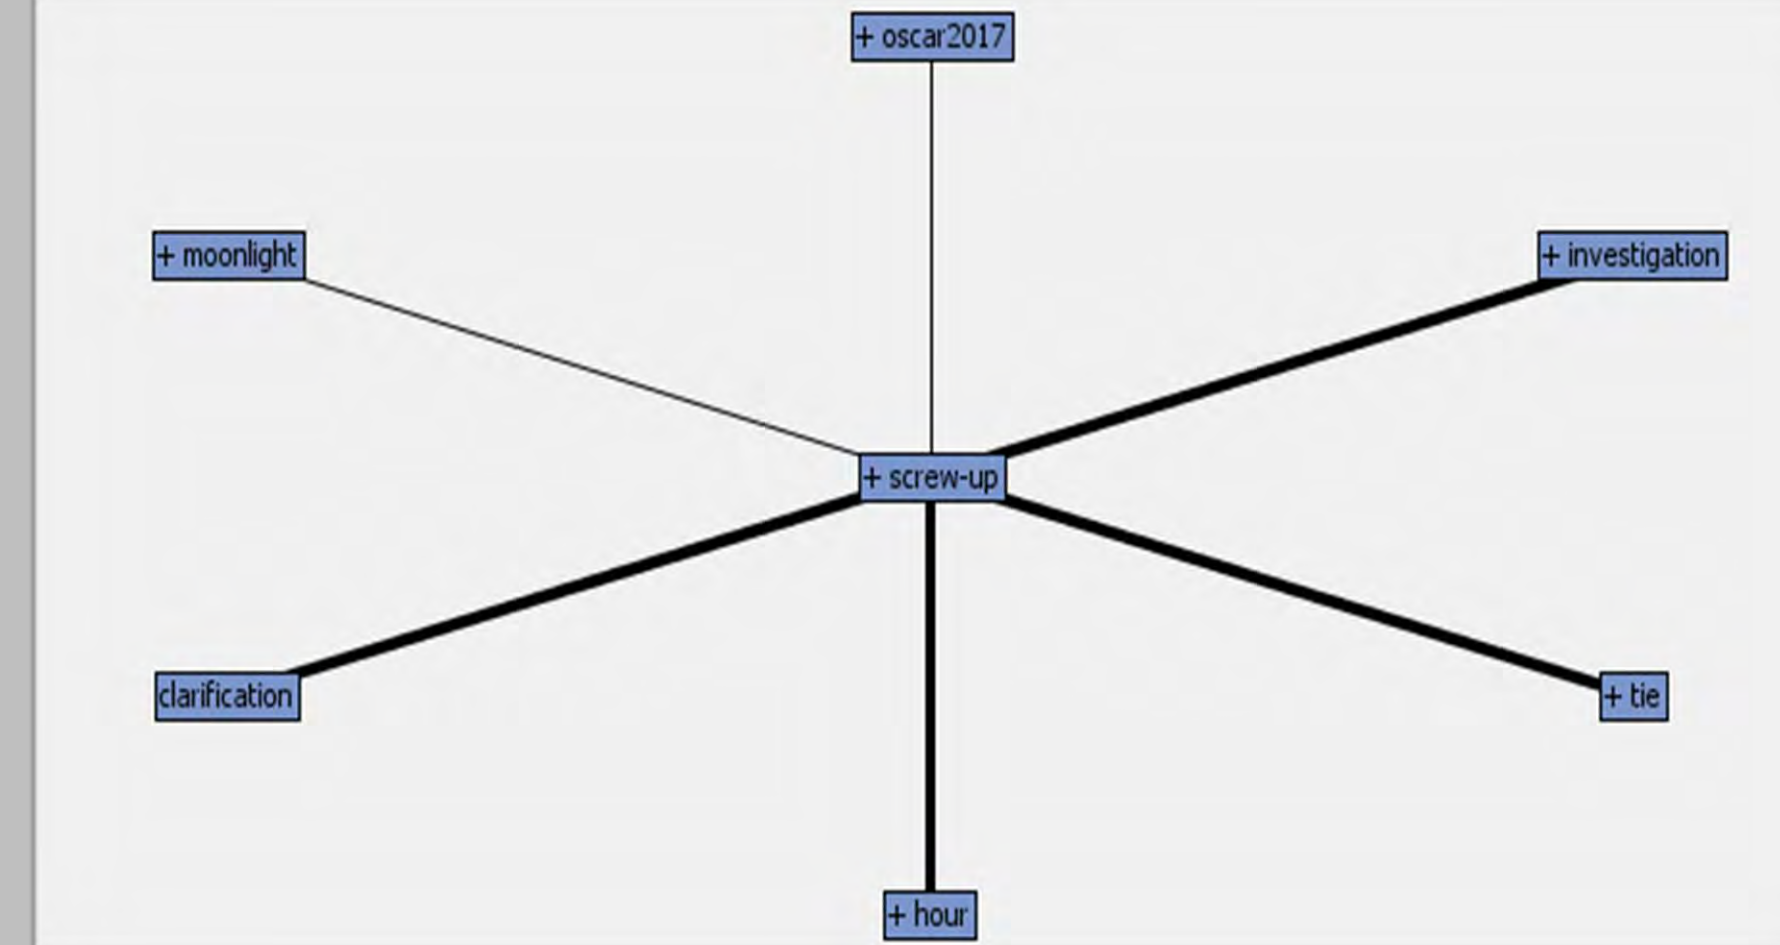 + oscar2017
+ moonlight
+ investigation
+ screw-up
clarification
+ tie
+ hour